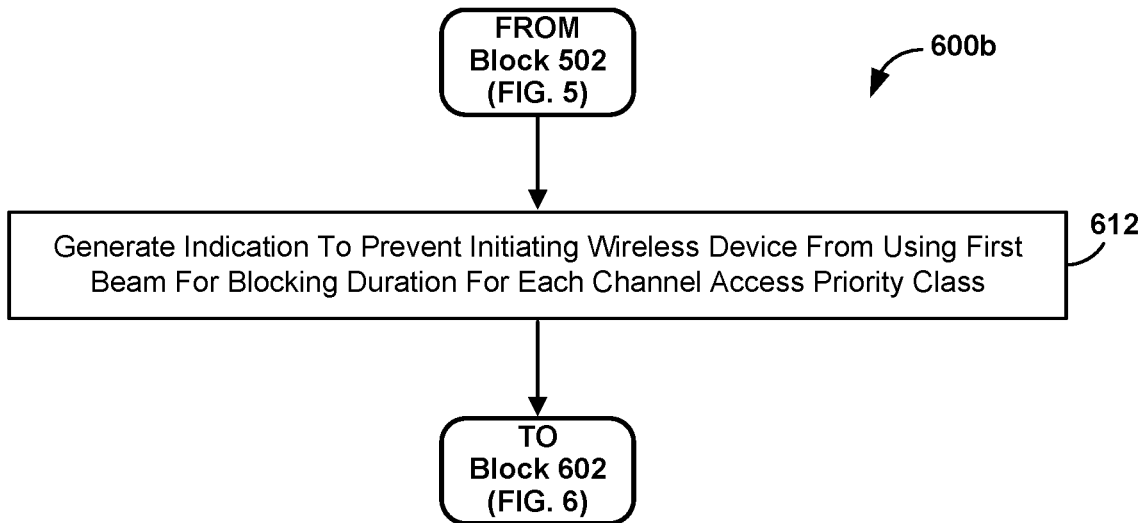 FROM
Block 502
(FIG. 5)
600b
Generate Indication To Prevent Initiating Wireless Device From Using First
Beam For Blocking Duration For Each Channel Access Priority Class
612
TO
Block 602
(FIG. 6)